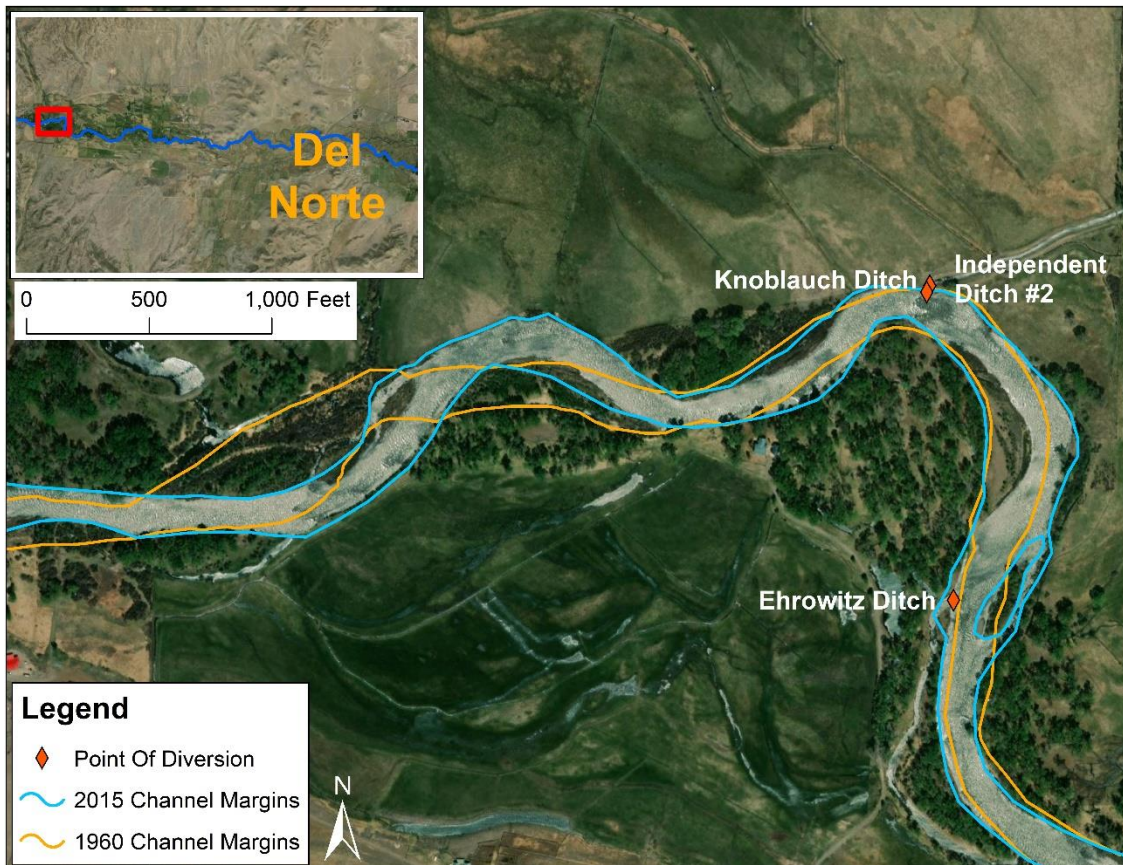 Del
Norte
0 500 1,000 Feet
Knoblauch Ditch
Independent
Ditch #2
Ehrowitz Ditch
Legend
Point Of Diversion
2015 Channel Margins
1960 Channel Margins
N